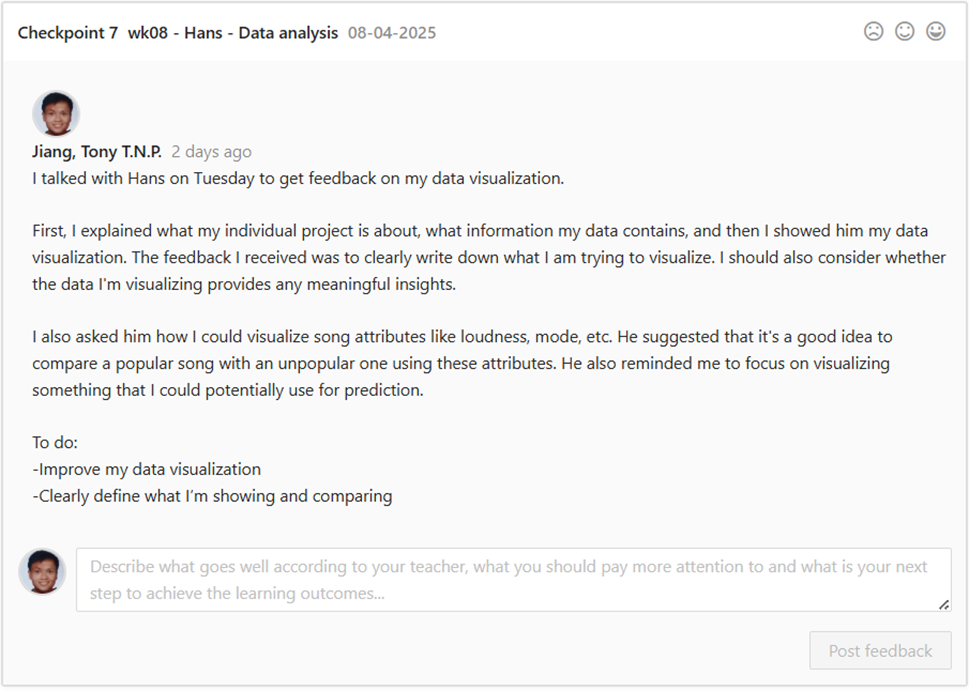 Checkpoint 7 wk08 - Hans - Data analysis 08-04-2025
Jiang, Tony T.N.P. 2 days ago
I talked with Hans on Tuesday to get feedback on my data visualization.
First, I explained what my individual project is about, what information my data contains, and then I showed him my data
visualization. The feedback I received was to clearly write down what I am trying to visualize. I should also consider whether
the data I'm visualizing provides any meaningful insights.
I also asked him how I could visualize song attributes like loudness, mode, etc. He suggested that it's a good idea to
compare a popular song with an unpopular one using these attributes. He also reminded me to focus on visualizing
something that I could potentially use for prediction.
To do:
-Improve my data visualization
-Clearly define what I’m showing and comparing
Describe what goes well according to your teacher, what you should pay more attention to and what is your next
step to achieve the learning outcomes...
Post feedback